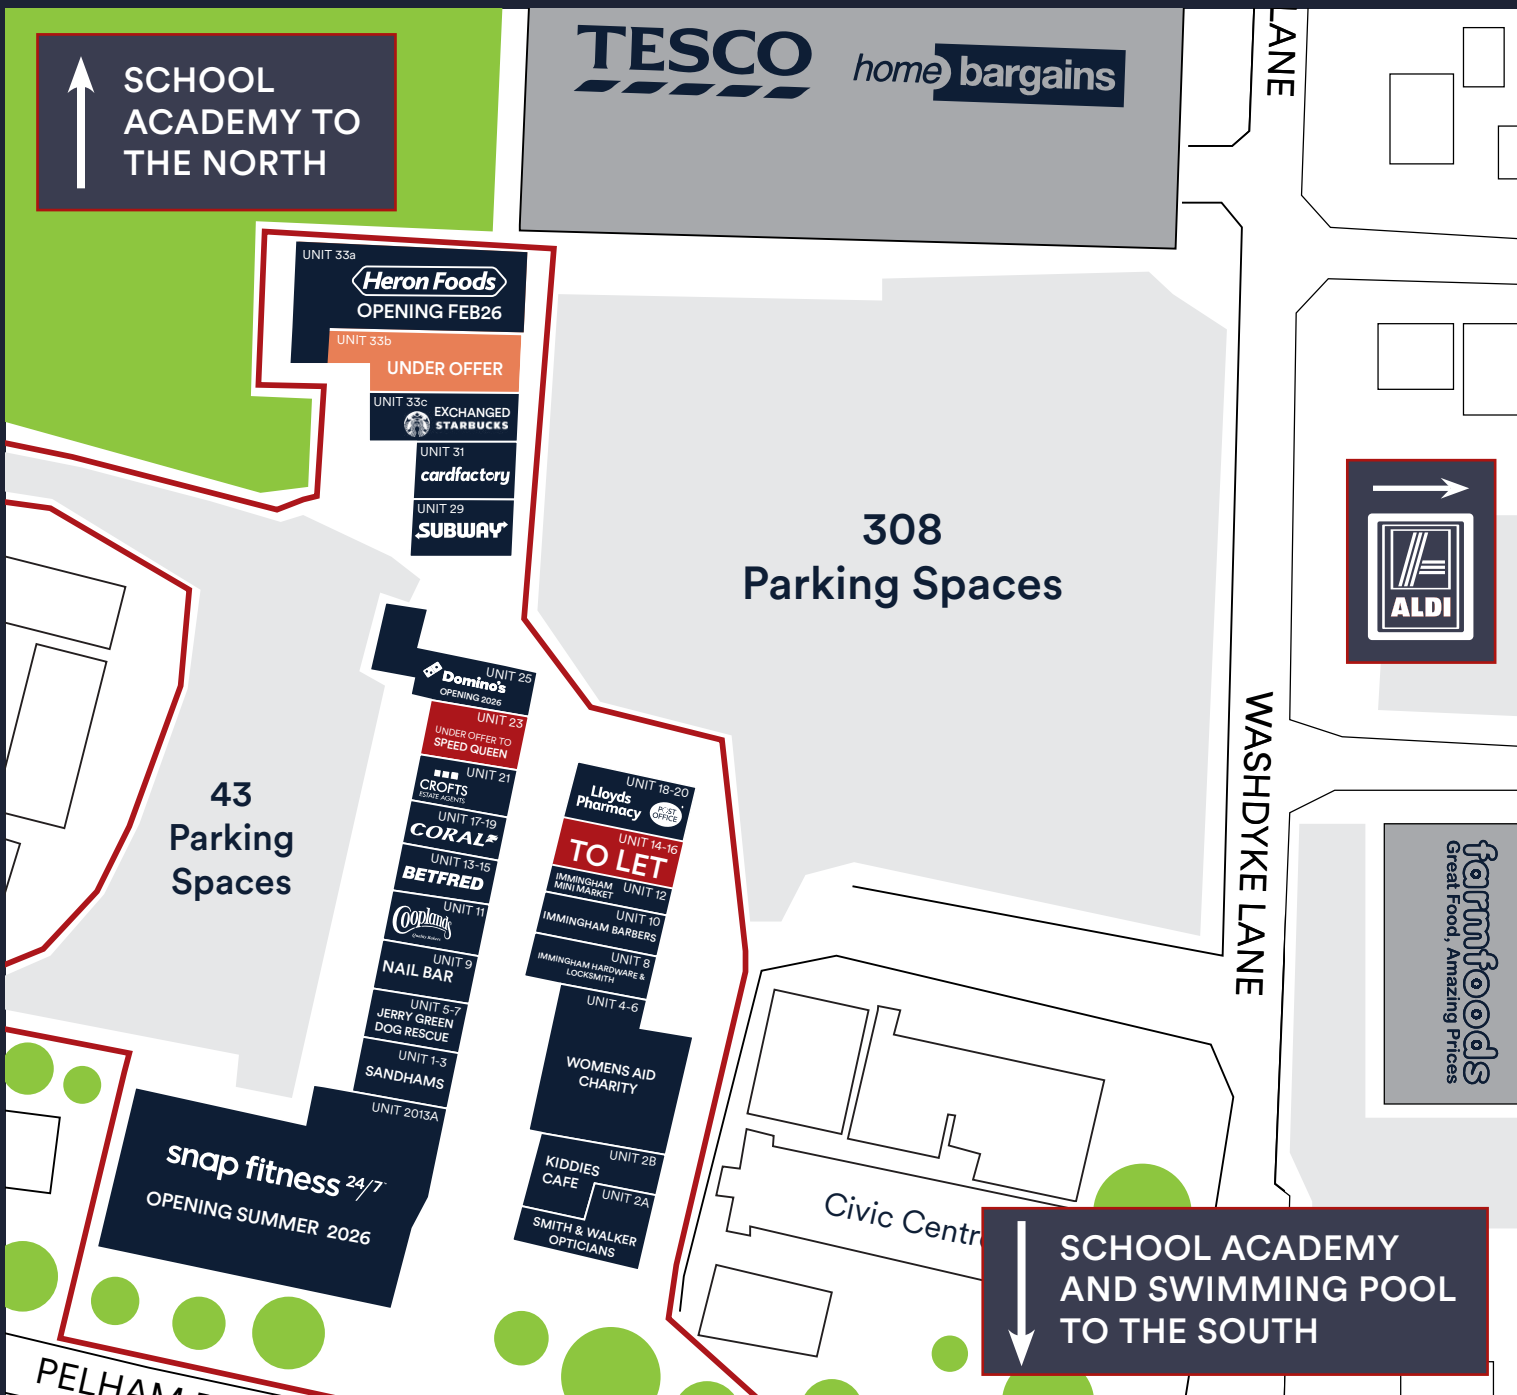 SCHOOL
ACADEMY TO
THE NORTH
TESCO
home bargains
LANE
UNIT 33a
Heron Foods
OPENING FEB26
UNIT 33b
UNDER OFFER
UNIT 33c
EXCHANGED
STARBUCKS
UNIT 31
cardfactory
UNIT 29
SUBWAY
308
Parking Spaces
ALDI
WASHDYKE LANE
43
Parking
Spaces
UNIT 25
Domino's
OPENING 2026
UNIT 23
UNDER OFFER TO
SPEED QUEEN
UNIT 21
CROFTS
ESTATE AGENTS
UNIT 17-19
CORAL
UNIT 13-15
BETFRED
UNIT 11
Cooplands
Quality Bakers
UNIT 9
NAIL BAR
UNIT 5-7
JERRY GREEN
DOG RESCUE
UNIT 1-3
SANDHAMS
UNIT 2013A
snap fitness 24/7
OPENING SUMMER 2026
UNIT 18-20
Lloyds
Pharmacy
POST
OFFICE
UNIT 14-16
TO LET
IMMINGHAM
MINI MARKET
UNIT 12
UNIT 10
IMMINGHAM BARBERS
UNIT 8
IMMINGHAM HARDWARE &
LOCKSMITH
UNIT 4-6
WOMENS AID
CHARITY
UNIT 2B
KIDDIES
CAFE
UNIT 2A
SMITH & WALKER
OPTICIANS
farmfoods
Great Food, Amazing Prices
Civic Centr
SCHOOL ACADEMY
AND SWIMMING POOL
TO THE SOUTH
PELHAM